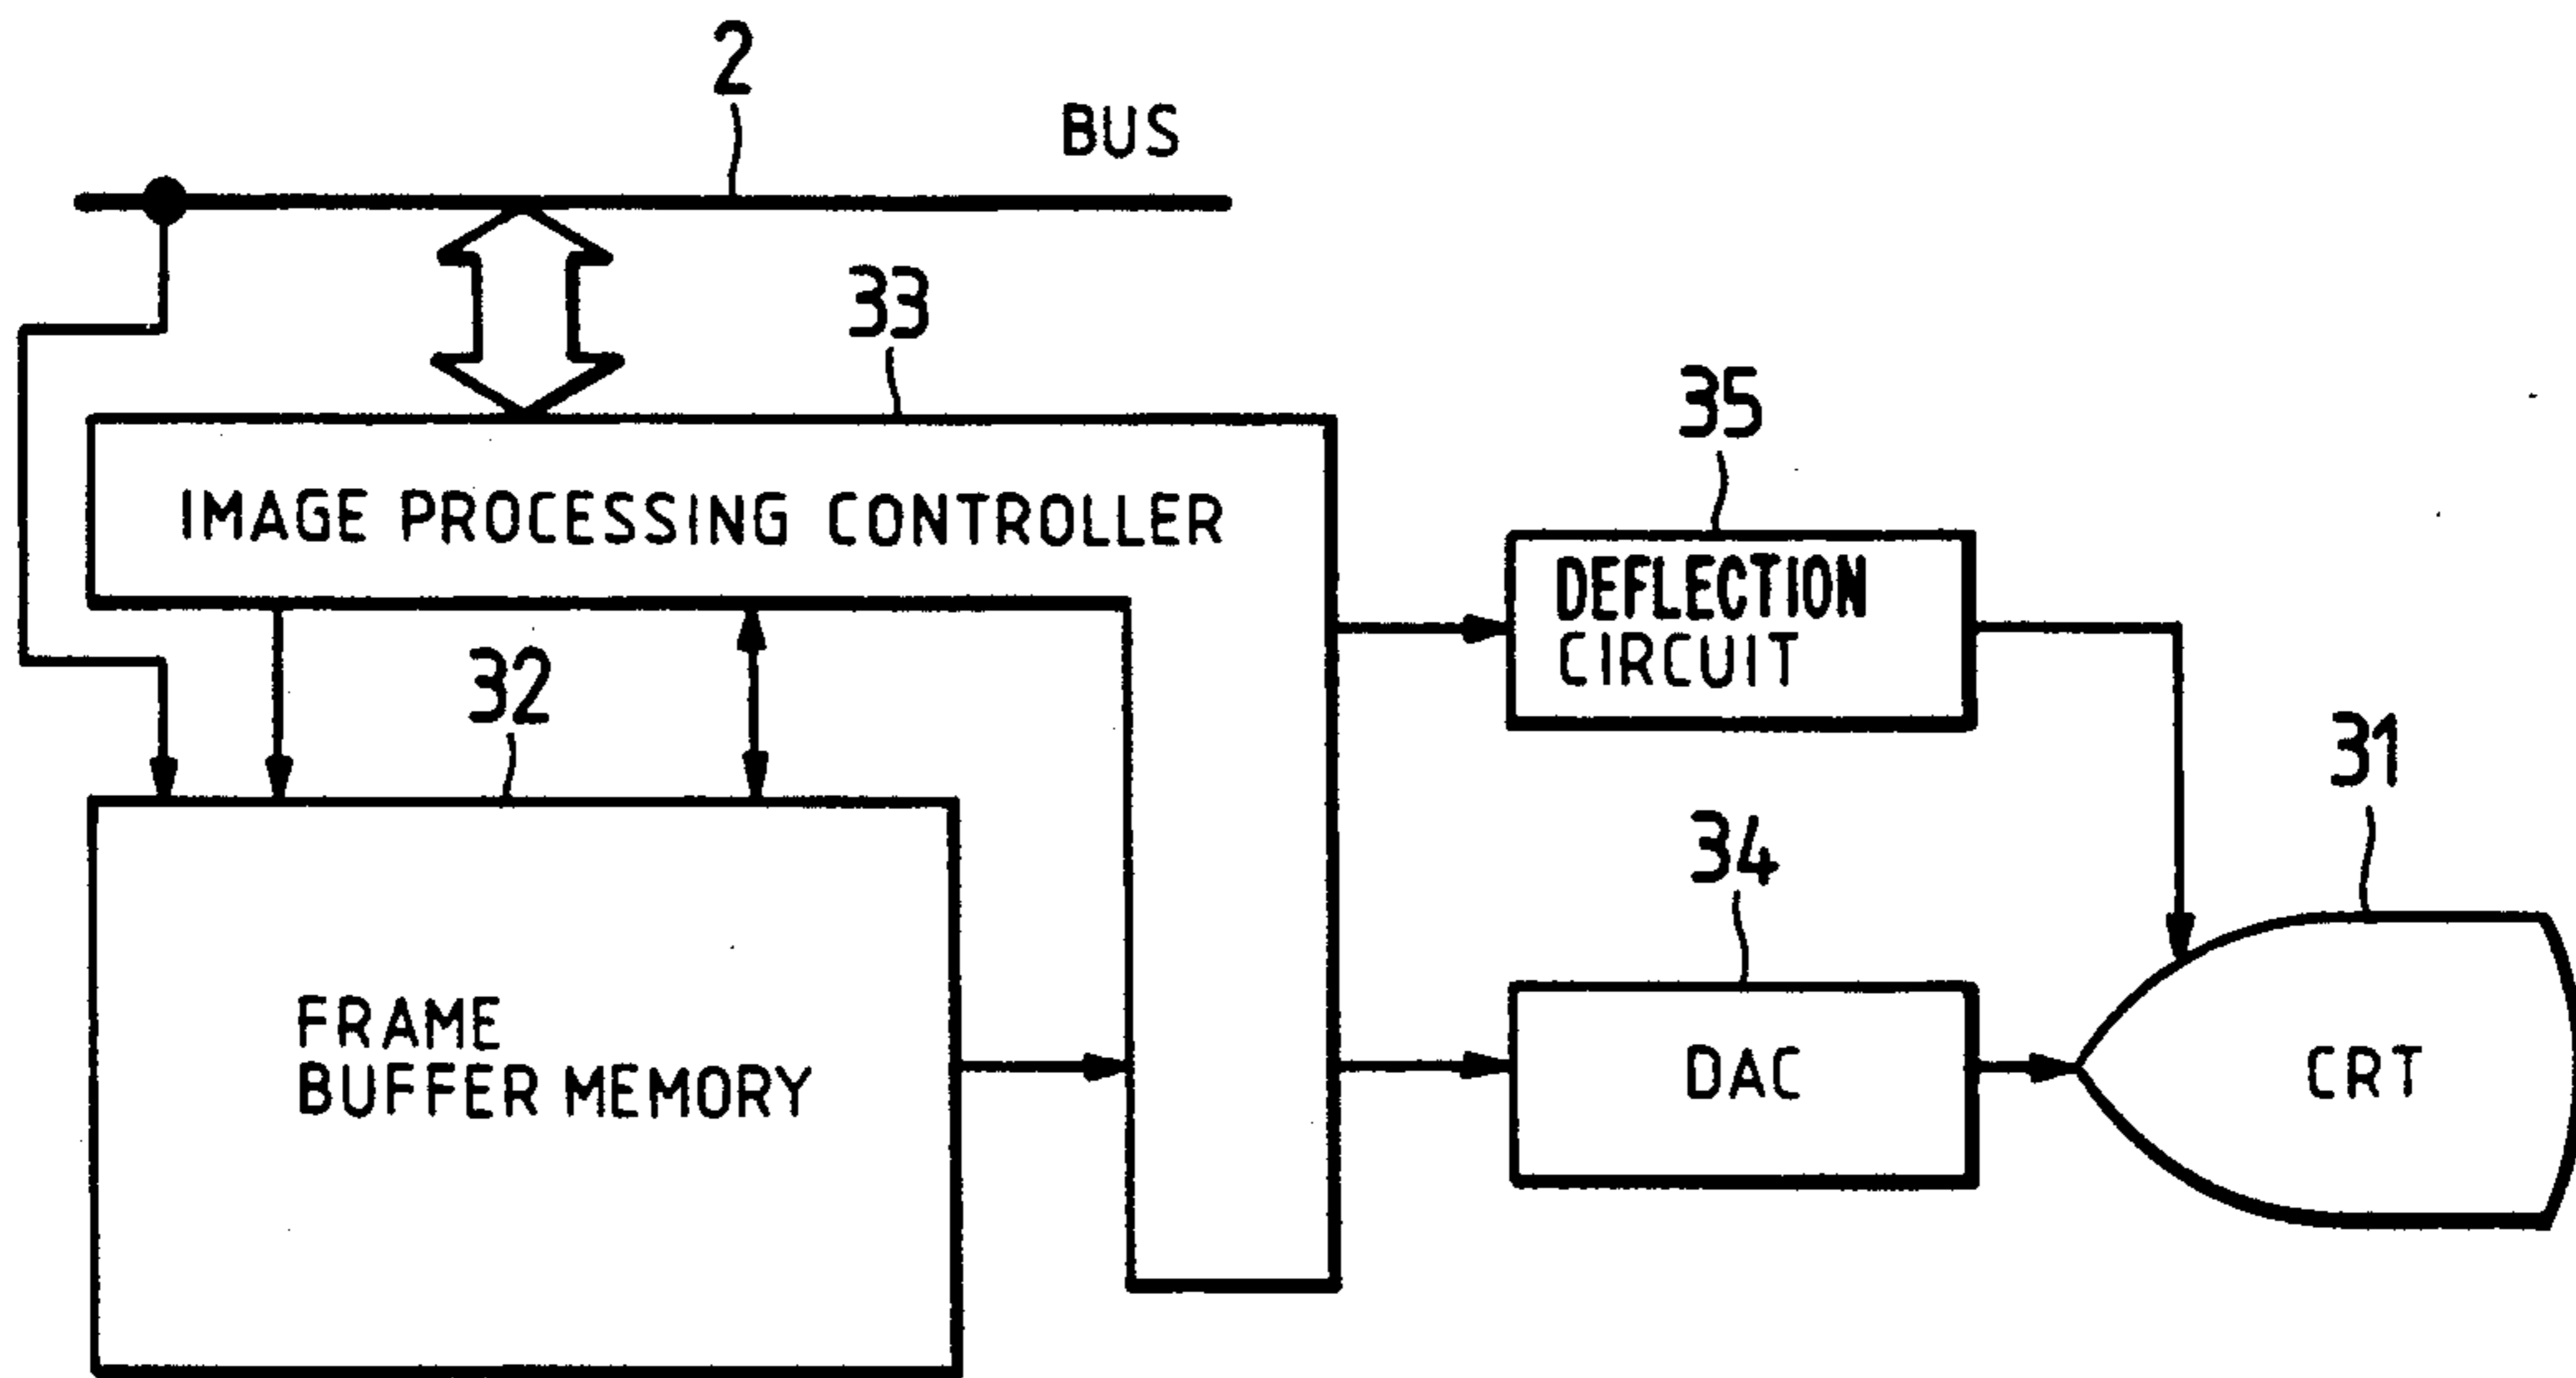 2
BUS
33
IMAGE PROCESSING CONTROLLER
35
DEFLECTION
CIRCUIT
32
31
34
FRAME
BUFFER MEMORY
DAC
CRT